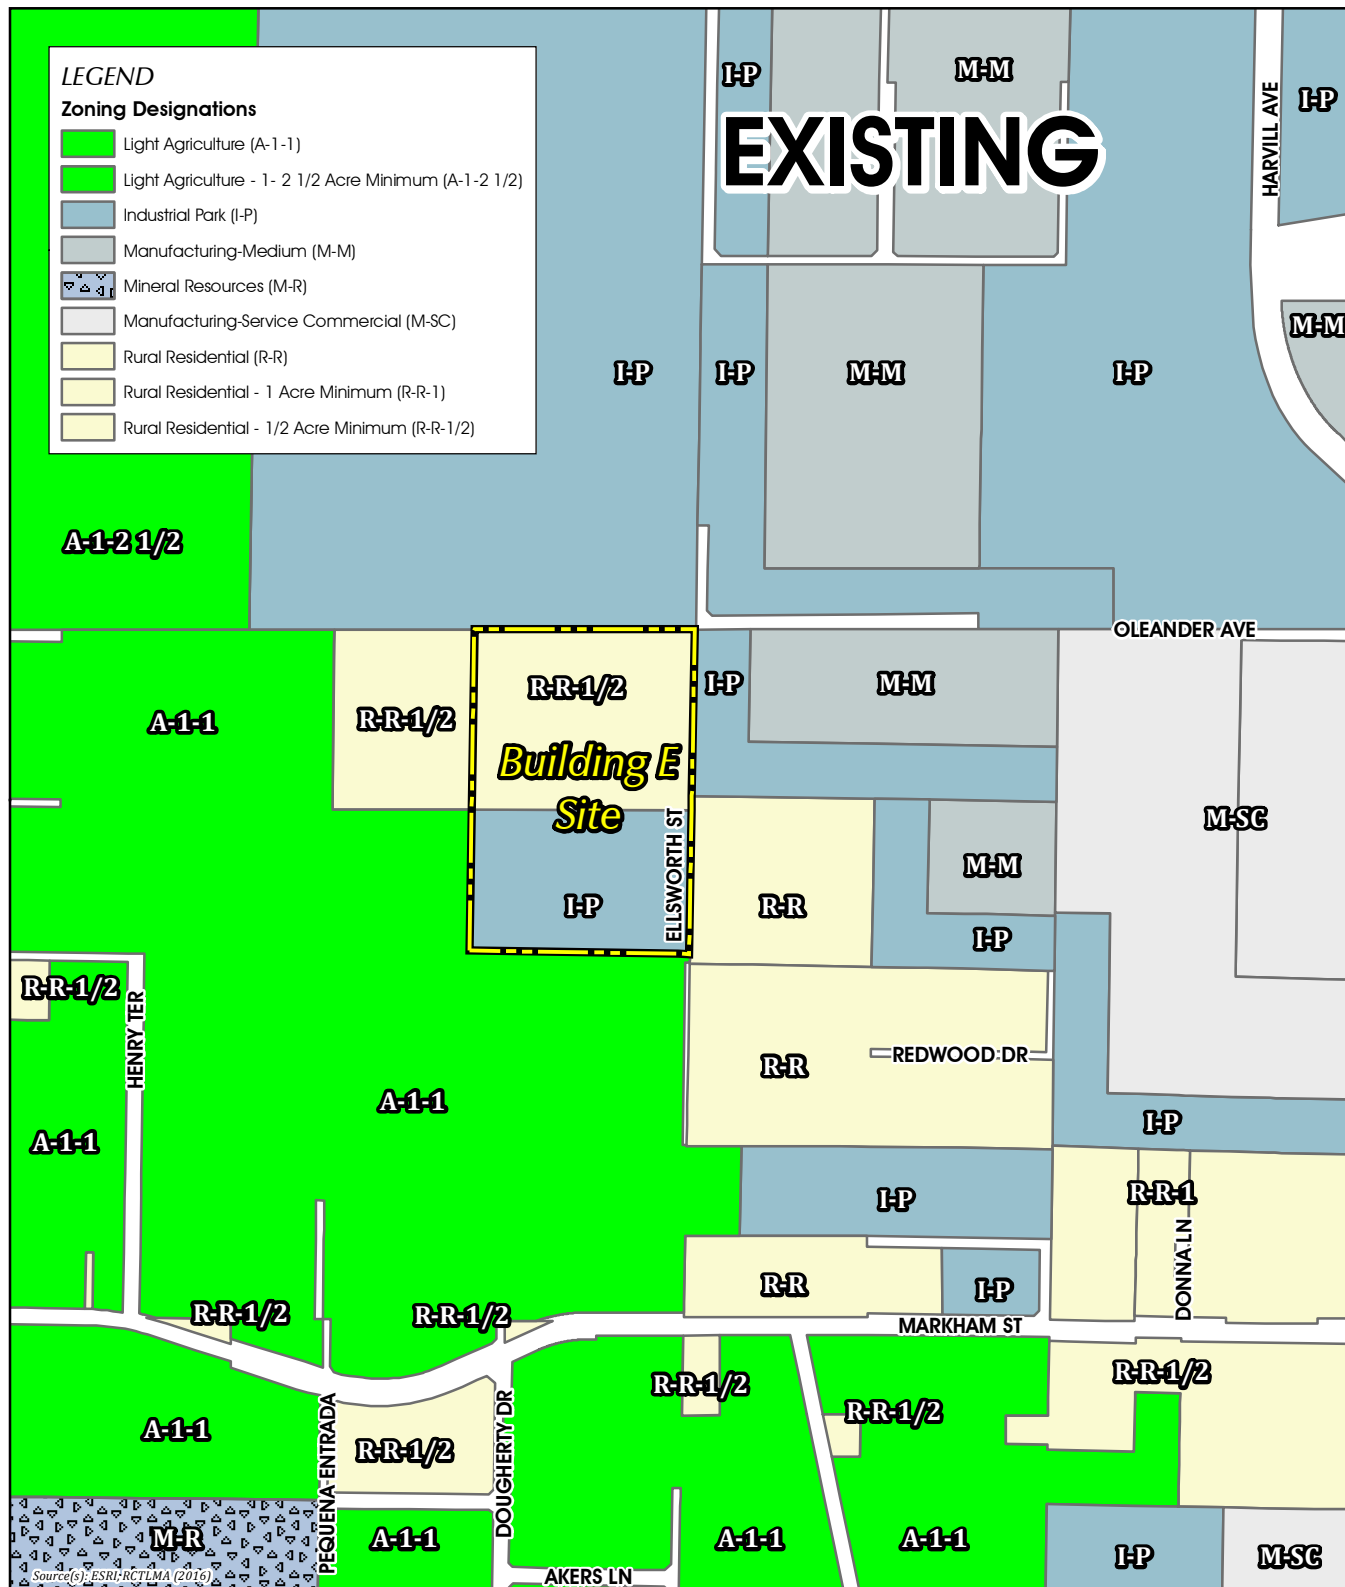 I-P
M-M
HARVILL AVE
I-P
EXISTING
LEGEND
Zoning Designations
Light Agriculture (A-1-1)
Light Agriculture - 1- 2 1/2 Acre Minimum (A-1-2 1/2)
Industrial Park (I-P)
Manufacturing-Medium (M-M)
Mineral Resources (M-R)
Manufacturing-Service Commercial (M-SC)
Rural Residential (R-R)
Rural Residential - 1 Acre Minimum (R-R-1)
Rural Residential - 1/2 Acre Minimum (R-R-1/2)
M-M
I-P
I-P
M-M
I-P
A-1-2 1/2
OLEANDER AVE
A-1-1
R-R-1/2
R-R-1/2
I-P
M-M
Building E
Site
ELLSWORTH ST
M-SC
I-P
R-R
M-M
I-P
R-R-1/2
HENRY TER
R-R
REDWOOD DR
A-1-1
A-1-1
I-P
I-P
R-R-1
DONNA LN
R-R
I-P
R-R-1/2
R-R-1/2
MARKHAM ST
R-R-1/2
R-R-1/2
R-R-1/2
A-1-1
PEQUENA ENTRADA
R-R-1/2
DOUGHERTY DR
M-R
A-1-1
A-1-1
A-1-1
I-P
M-SC
AKERS LN
Source(s): ESRI, RCTLMA (2016)